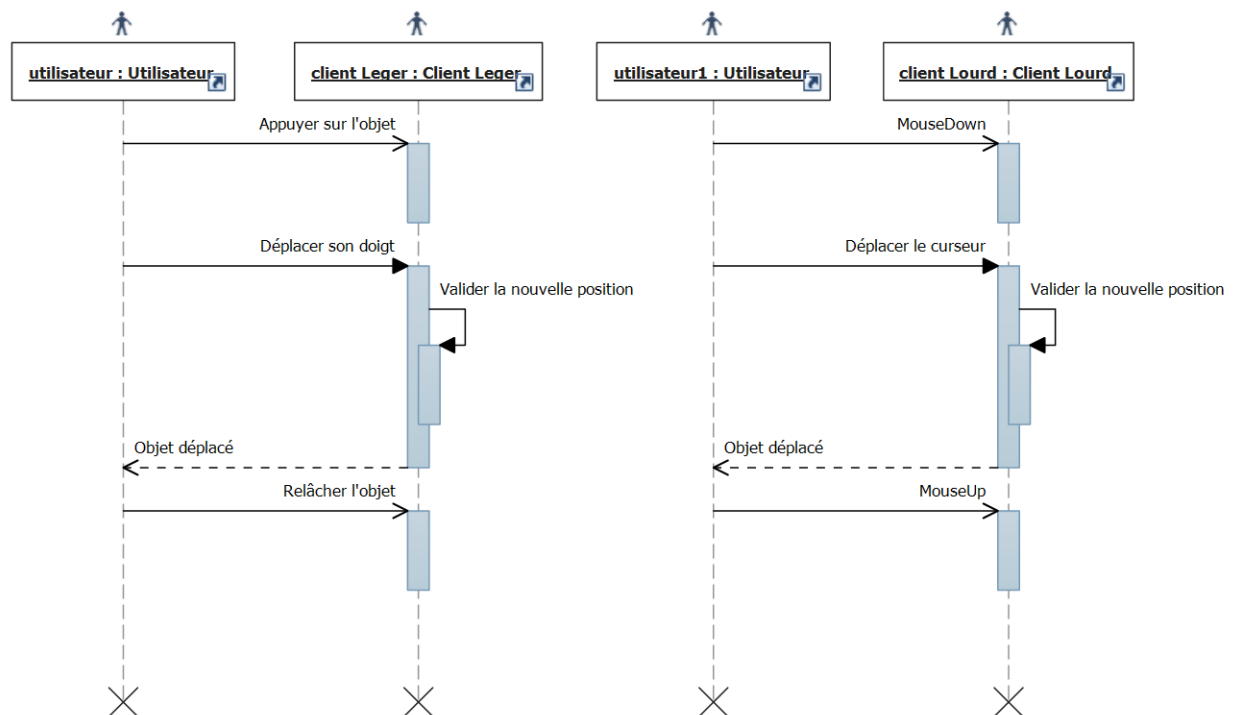 utilisateur : Utilisateur
client Leger : Client Leger
utilisateur1 : Utilisateur
client Lourd : Client Lourd
Appuyer sur l'objet
MouseDown
Déplacer son doigt
Déplacer le curseur
Valider la nouvelle position
Valider la nouvelle position
Objet déplacé
Objet déplacé
Relâcher l'objet
MouseUp